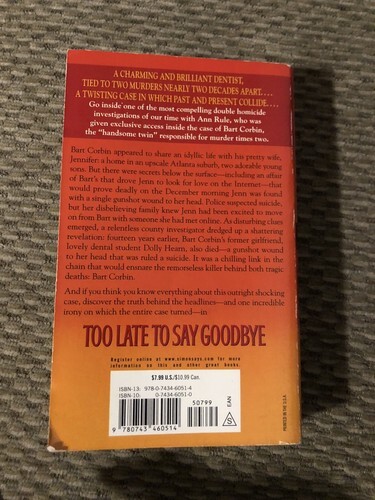 A CHARMING AND BRILLIANT DENTIST,
TIED TO TWO MURDERS NEARLY TWO DECADES APART....
A TWISTING CASE IN WHICH PAST AND PRESENT COLLIDE....
Go inside one of the most compelling double homicide
investigations of our time with Ann Rule, who was
given exclusive access inside the case of Bart Corbin,
the "handsome twin" responsible for murder times two.
Bart Corbin appeared to share an idyllic life with his pretty wife,
Jennifer: a home in an upscale Atlanta suburb, two adorable young
sons. But there were secrets below the surface—including an affair
of Bart's that drove Jenn to look for love on the Internet—that
would prove deadly on the December morning Jenn was found
with a single gunshot wound to her head. Police suspected suicide,
but her disbelieving family knew Jenn had been excited to move
on from Bart with someone she had met online. As disturbing clues
emerged, a relentless county investigator dredged up a shattering
revelation: fourteen years earlier, Bart Corbin's former girlfriend,
lovely dental student Dolly Hearn, also died—a gunshot wound
to her head that was ruled a suicide. It was a chilling link in the
chain that would ensnare the remorseless killer behind both tragic
deaths: Bart Corbin.
And if you think you know everything about this outright shocking
case, discover the truth behind the headlines—and one incredible
irony on which the entire case turned—in
TOO LATE TO SAY GOODBYE
Register online at www.simonsays.com for more
information on this and other great books.
$7.99 U.S./$10.99 Can.
ISBN-13: 978-0-7434-6051-4
ISBN-10: 0-7434-6051-0
50799
9 780743 460514
S
EAN
PRINTED IN THE U.S.A.